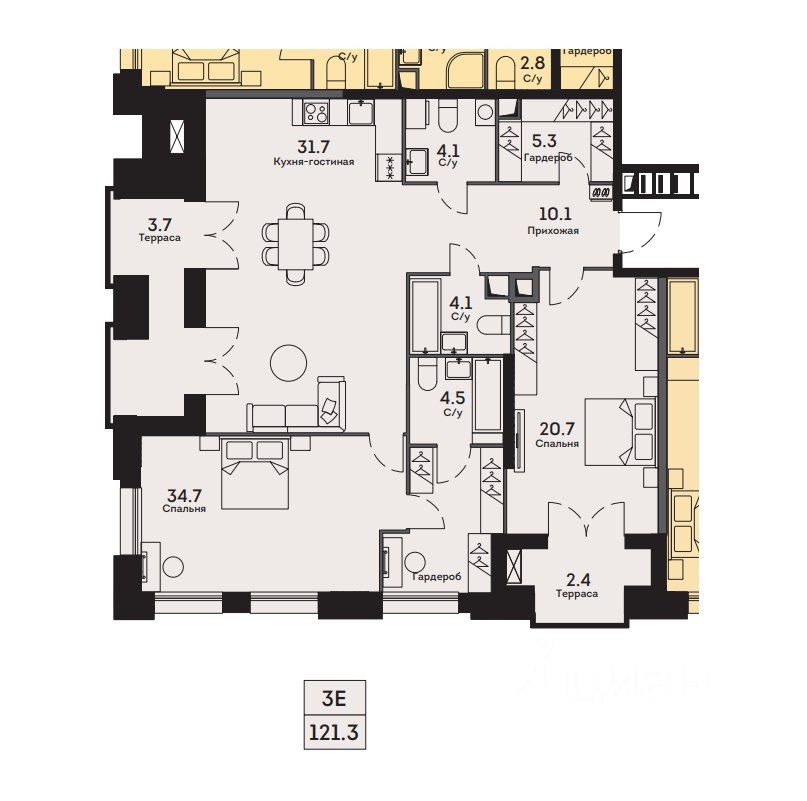 С/у
С/у
2.8
С/у
Гардероб
31.7
Кухня-гостиная
4.1
С/у
5.3
Гардероб
3.7
Терраса
10.1
Прихожая
4.1
С/у
4.5
С/у
20.7
Спальня
34.7
Спальня
Гардероб
2.4
Терраса
циан
3Е
121.3